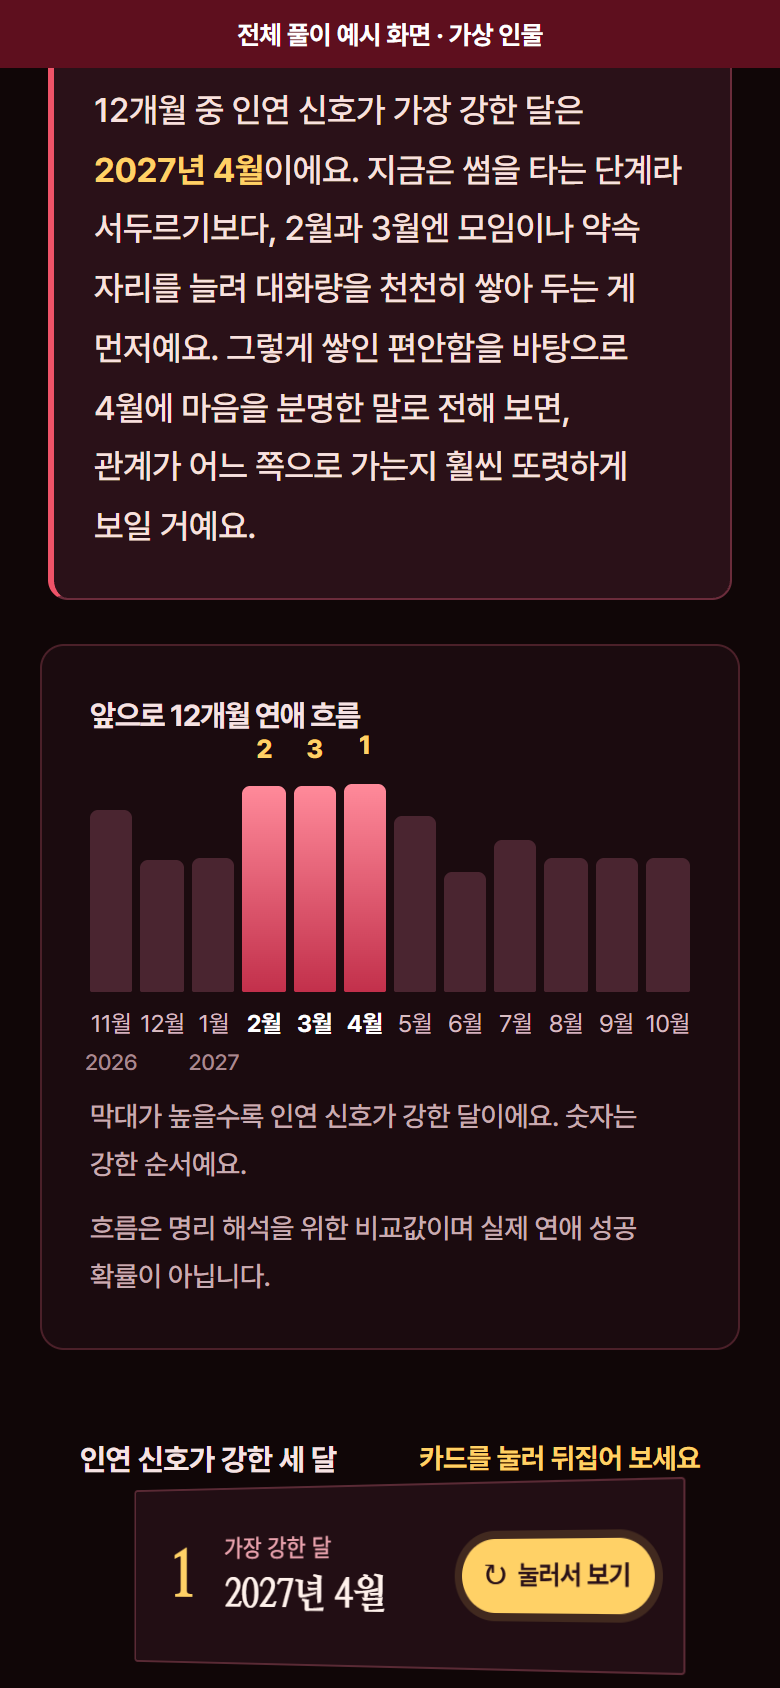 전체 풀이 예시 화면 · 가상 인물
12개월 중 인연 신호가 가장 강한 달은
2027년 4월이에요. 지금은 썸을 타는 단계라
서두르기보다, 2월과 3월엔 모임이나 약속
자리를 늘려 대화량을 천천히 쌓아 두는 게
먼저예요. 그렇게 쌓인 편안함을 바탕으로
4월에 마음을 분명한 말로 전해 보면,
관계가 어느 쪽으로 가는지 훨씬 또렷하게
보일 거예요.
앞으로 12개월 연애 흐름
2 3 1
11월 12월 1월 2월 3월 4월 5월 6월 7월 8월 9월 10월
2026 2027
막대가 높을수록 인연 신호가 강한 달이에요. 숫자는
강한 순서예요.
흐름은 명리 해석을 위한 비교값이며 실제 연애 성공
확률이 아닙니다.
인연 신호가 강한 세 달 카드를 눌러 뒤집어 보세요
1
가장 강한 달
2027년 4월
↻ 눌러서 보기